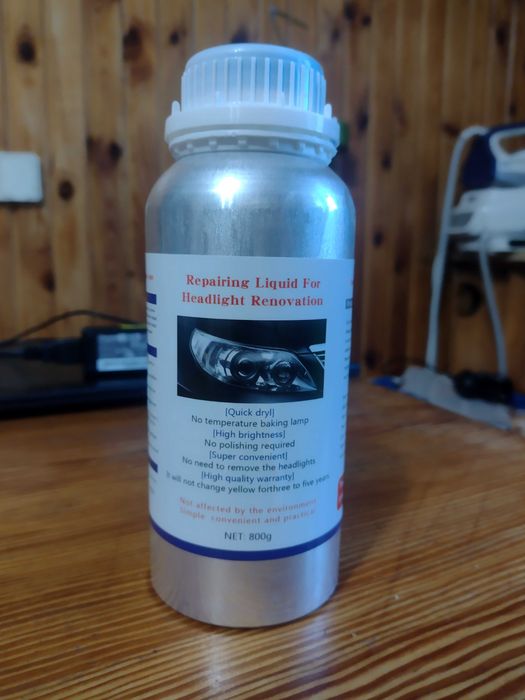 Repairing Liquid For
Headlight Renovation
[Quick dryl]
No temperature baking lamp
[High brightness]
No polishing required
[Super convenient]
No need to remove the headlights
[High quality warranty]
It will not change yellow forthree to five years
Not affected by the environment
Simple convenient and practical
NET: 800g